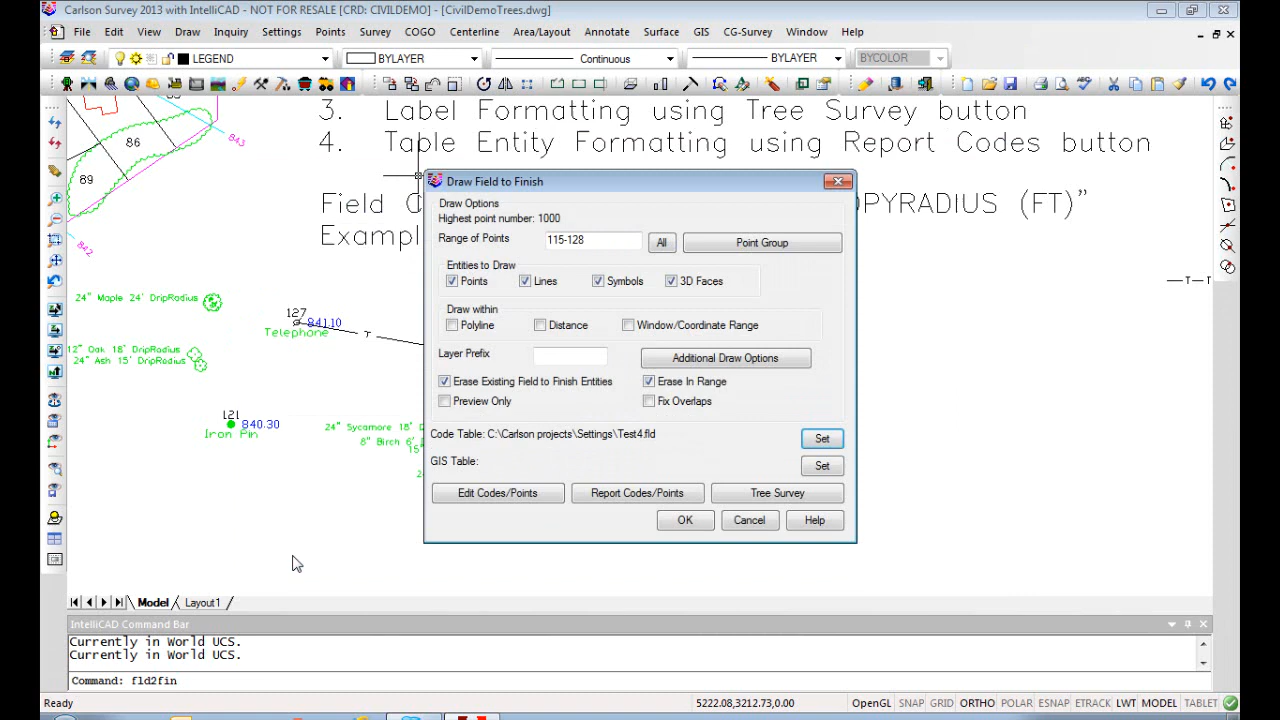 Carlson Survey 2013 with IntelliCAD - NOT FOR RESALE [CRD: CIVILDEMO] - [CivilDemoTrees.dwg]
File Edit View Draw Inquiry Settings Points Survey COGO Centerline Area/Layout Annotate Surface GIS CG-Survey Window Help
LEGEND BYLAYER Continuous BYLAYER BYCOLOR
3. Label Formatting using Tree Survey button
4. Table Entity Formatting using Report Codes button
86
843
89
842
Draw Field to Finish
Draw Options
Highest point number: 1000
Range of Points 115-128 All Point Group
Field C OPYRADIUS (FT)”
Exampl
Entities to Draw
Points Lines Symbols 3D Faces
Draw within
Polyline Distance Window/Coordinate Range
Layer Prefix Additional Draw Options
Erase Existing Field to Finish Entities Erase In Range
Preview Only Fix Overlaps
Code Table: C:\Carlson projects\Settings\Test4.fld Set
GIS Table: Set
Edit Codes/Points Report Codes/Points Tree Survey
OK Cancel Help
24" Maple 24' DripRadius
127
841.10
Telephone
T
T T
12" Oak 18' DripRadius
24" Ash 15' DripRadius
121
840.30
Iron Pin
24" Sycamore 18' D
8" Birch 6'
15'
Model Layout1
IntelliCAD Command Bar
Currently in World UCS.
Currently in World UCS.
Command: fld2fin
Ready 5222.08,3212.73,0.00 OpenGL SNAP GRID ORTHO POLAR ESNAP ETRACK LWT MODEL TABLET